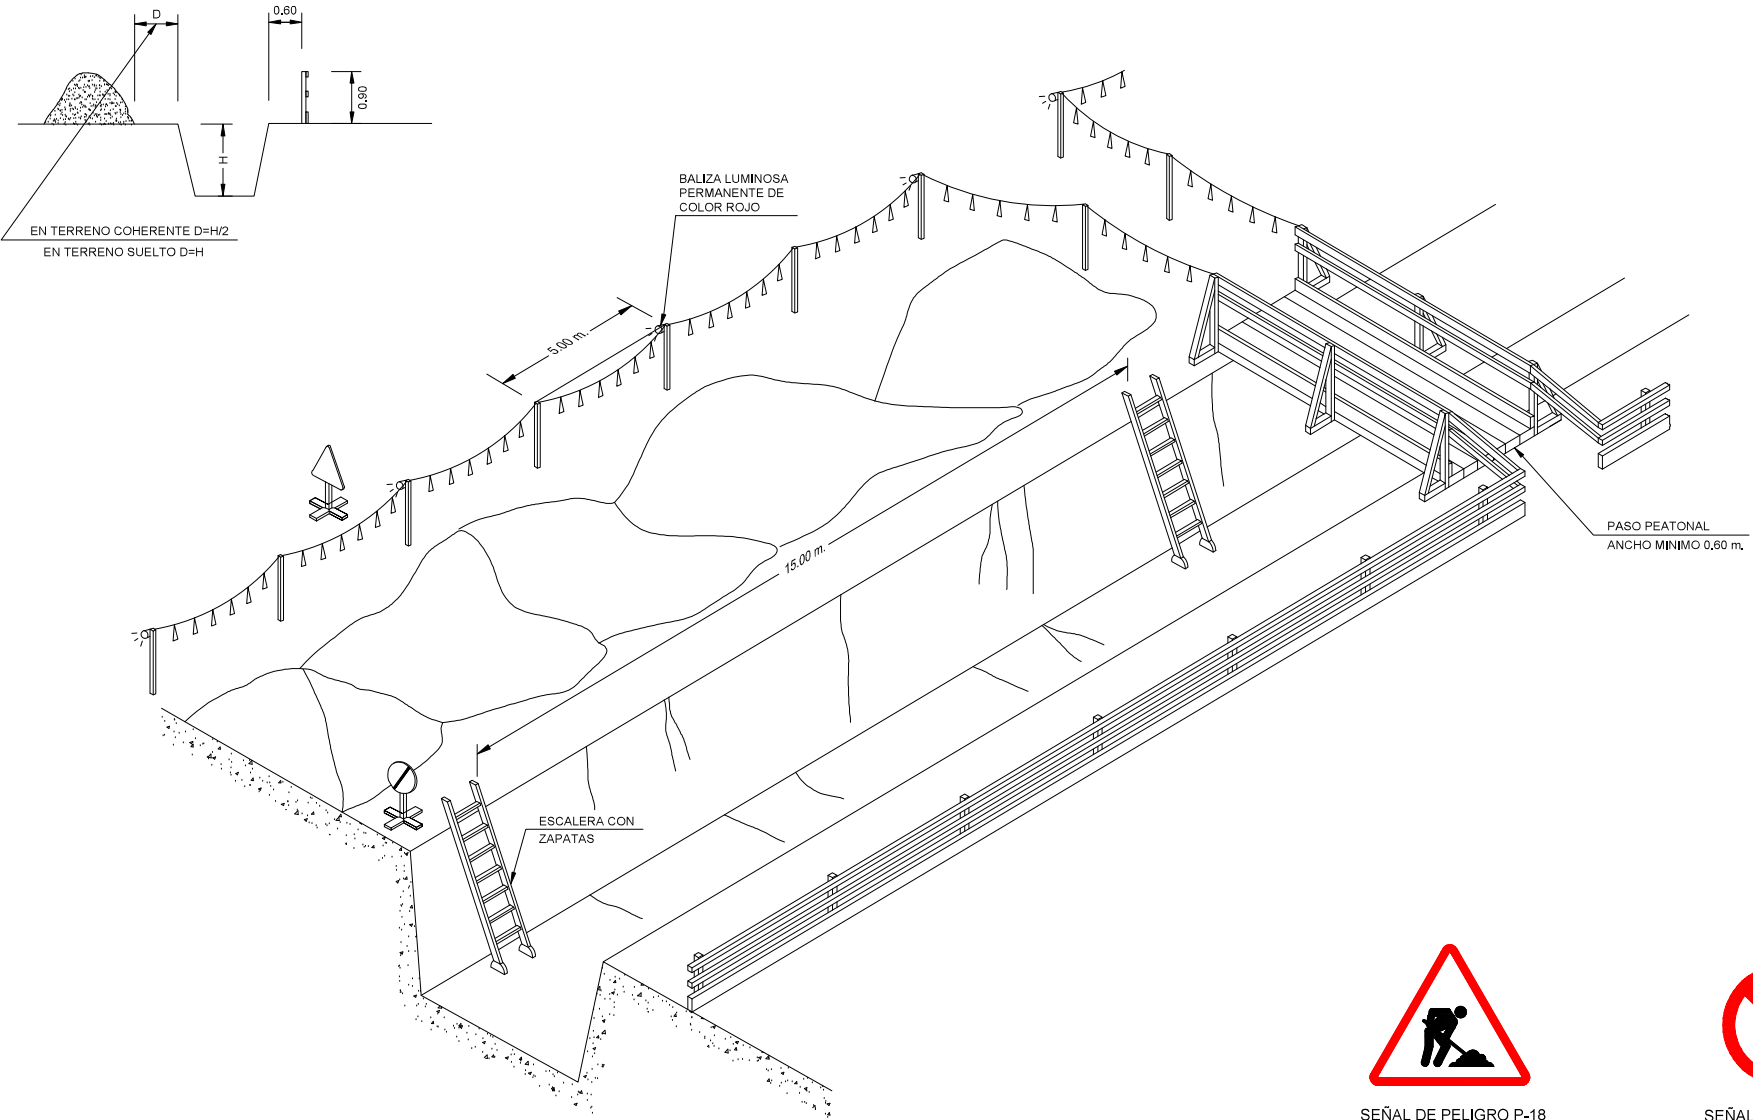 D
0.60
0.90
H
EN TERRENO COHERENTE D=H/2
EN TERRENO SUELTO D=H
BALIZA LUMINOSA
PERMANENTE DE
COLOR ROJO
5.00 m.
15.00 m.
PASO PEATONAL
ANCHO MINIMO 0.60 m.
ESCALERA CON
ZAPATAS
SEÑAL DE PELIGRO P-18
SEÑAL